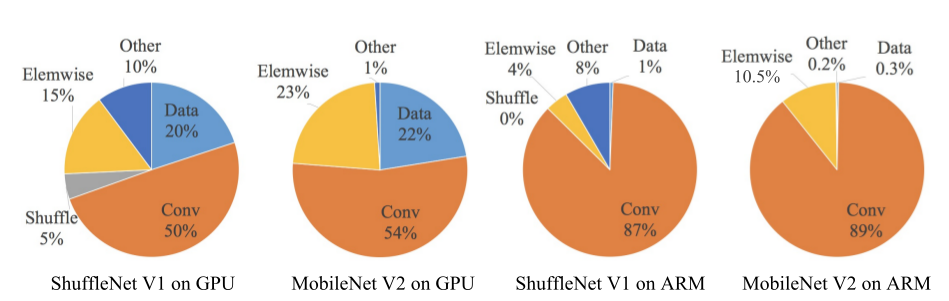 Other
10%
Elemwise
15%
Data
20%
Shuffle
5%
Conv
50%
ShuffleNet V1 on GPU
Other
1%
Elemwise
23%
Data
22%
Conv
54%
MobileNet V2 on GPU
Elemwise
4%
Other
8%
Data
1%
Shuffle
0%
Conv
87%
ShuffleNet V1 on ARM
Other
0.2%
Elemwise
10.5%
Data
0.3%
Conv
89%
MobileNet V2 on ARM